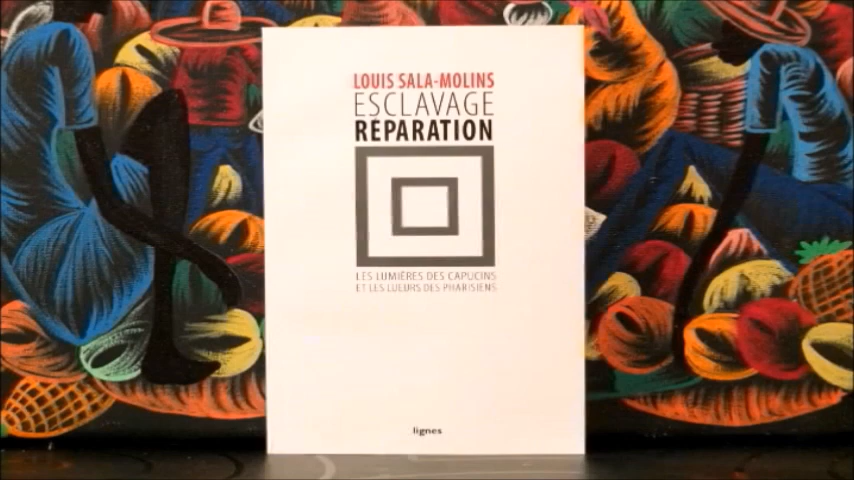 LOUIS SALA-MOLINS
ESCLAVAGE
RÉPARATION
LES LUMIÈRES DES CAPUCINS
ET LES LUEURS DES PHARISIENS
lignes